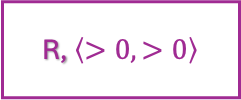 R, ⟨> 0, > 0⟩